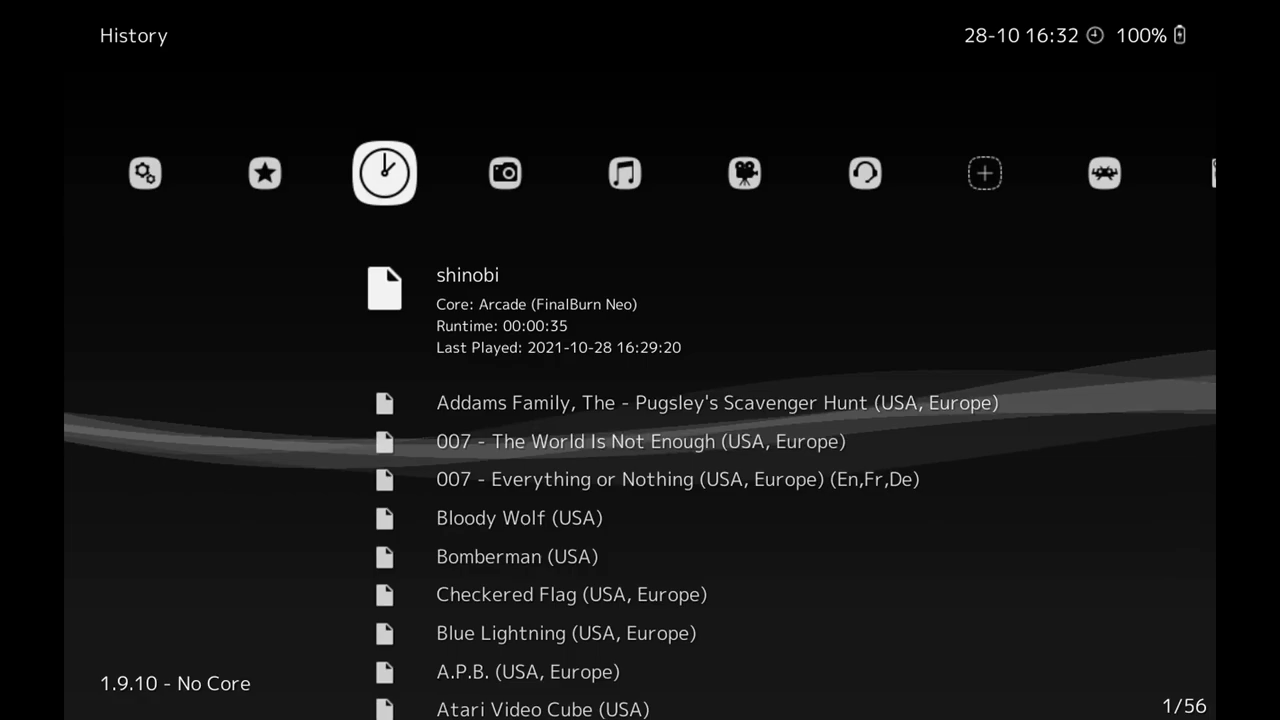 History
28-10 16:32 100%
shinobi
Core: Arcade (FinalBurn Neo)
Runtime: 00:00:35
Last Played: 2021-10-28 16:29:20
Addams Family, The - Pugsley's Scavenger Hunt (USA, Europe)
007 - The World Is Not Enough (USA, Europe)
007 - Everything or Nothing (USA, Europe) (En,Fr,De)
Bloody Wolf (USA)
Bomberman (USA)
Checkered Flag (USA, Europe)
Blue Lightning (USA, Europe)
A.P.B. (USA, Europe)
Atari Video Cube (USA)
1.9.10 - No Core
1/56